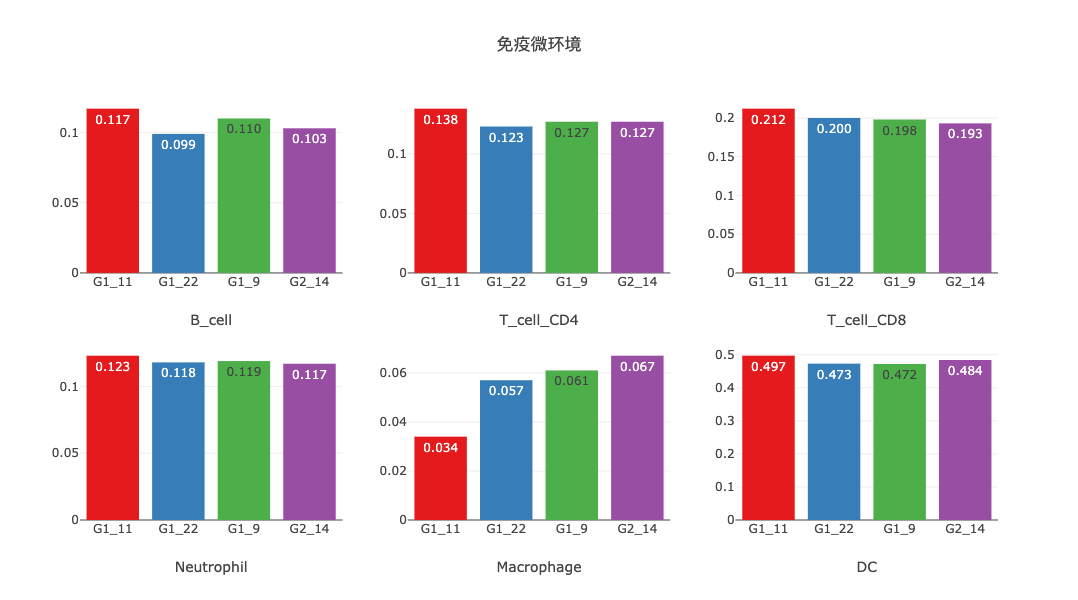 免疫微环境
0.117 0.099 0.110 0.103
0.1
0.05
0
G1_11 G1_22 G1_9 G2_14
B_cell
0.138 0.123 0.127 0.127
0.1
0.05
0
G1_11 G1_22 G1_9 G2_14
T_cell_CD4
0.212 0.200 0.198 0.193
0.2
0.15
0.1
0.05
0
G1_11 G1_22 G1_9 G2_14
T_cell_CD8
0.123 0.118 0.119 0.117
0.1
0.05
0
G1_11 G1_22 G1_9 G2_14
Neutrophil
0.034 0.057 0.061 0.067
0.06
0.04
0.02
0
G1_11 G1_22 G1_9 G2_14
Macrophage
0.497 0.473 0.472 0.484
0.5
0.4
0.3
0.2
0.1
0
G1_11 G1_22 G1_9 G2_14
DC